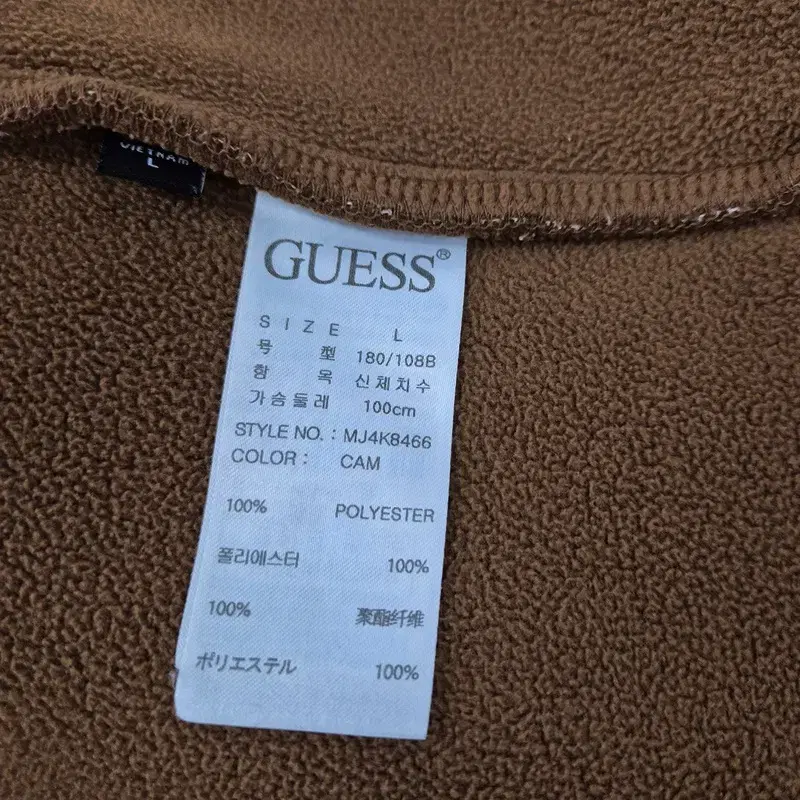 VIETNAM
L
GUESS®
SIZE L
号 型 180/108B
항 목 신체치수
가슴둘레 100cm
STYLE NO. : MJ4K8466
COLOR : CAM
100% POLYESTER
폴리에스터 100%
100% 聚酯纤维
ポリエステル 100%